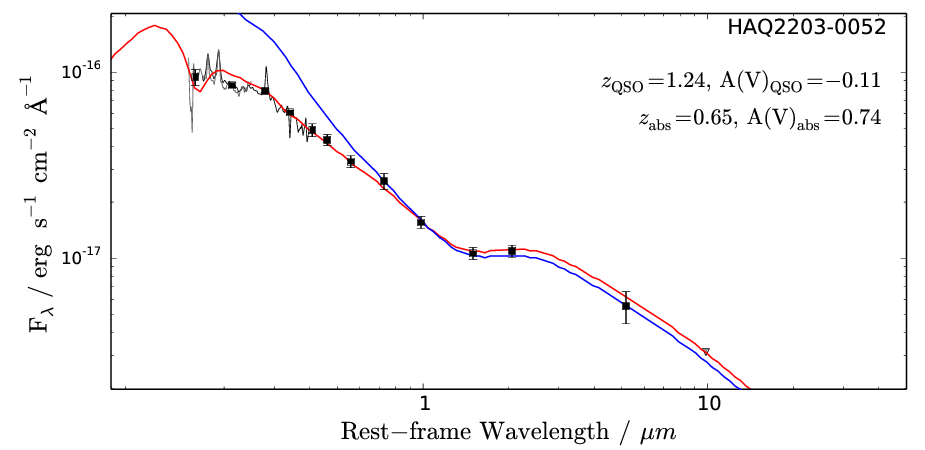 HAQ2203-0052
z_QSO=1.24, A(V)_QSO=−0.11
z_abs=0.65, A(V)_abs=0.74
10^−16
10^−17
F_λ / erg s^−1 cm^−2 Å^−1
1 10
Rest−frame Wavelength / μm